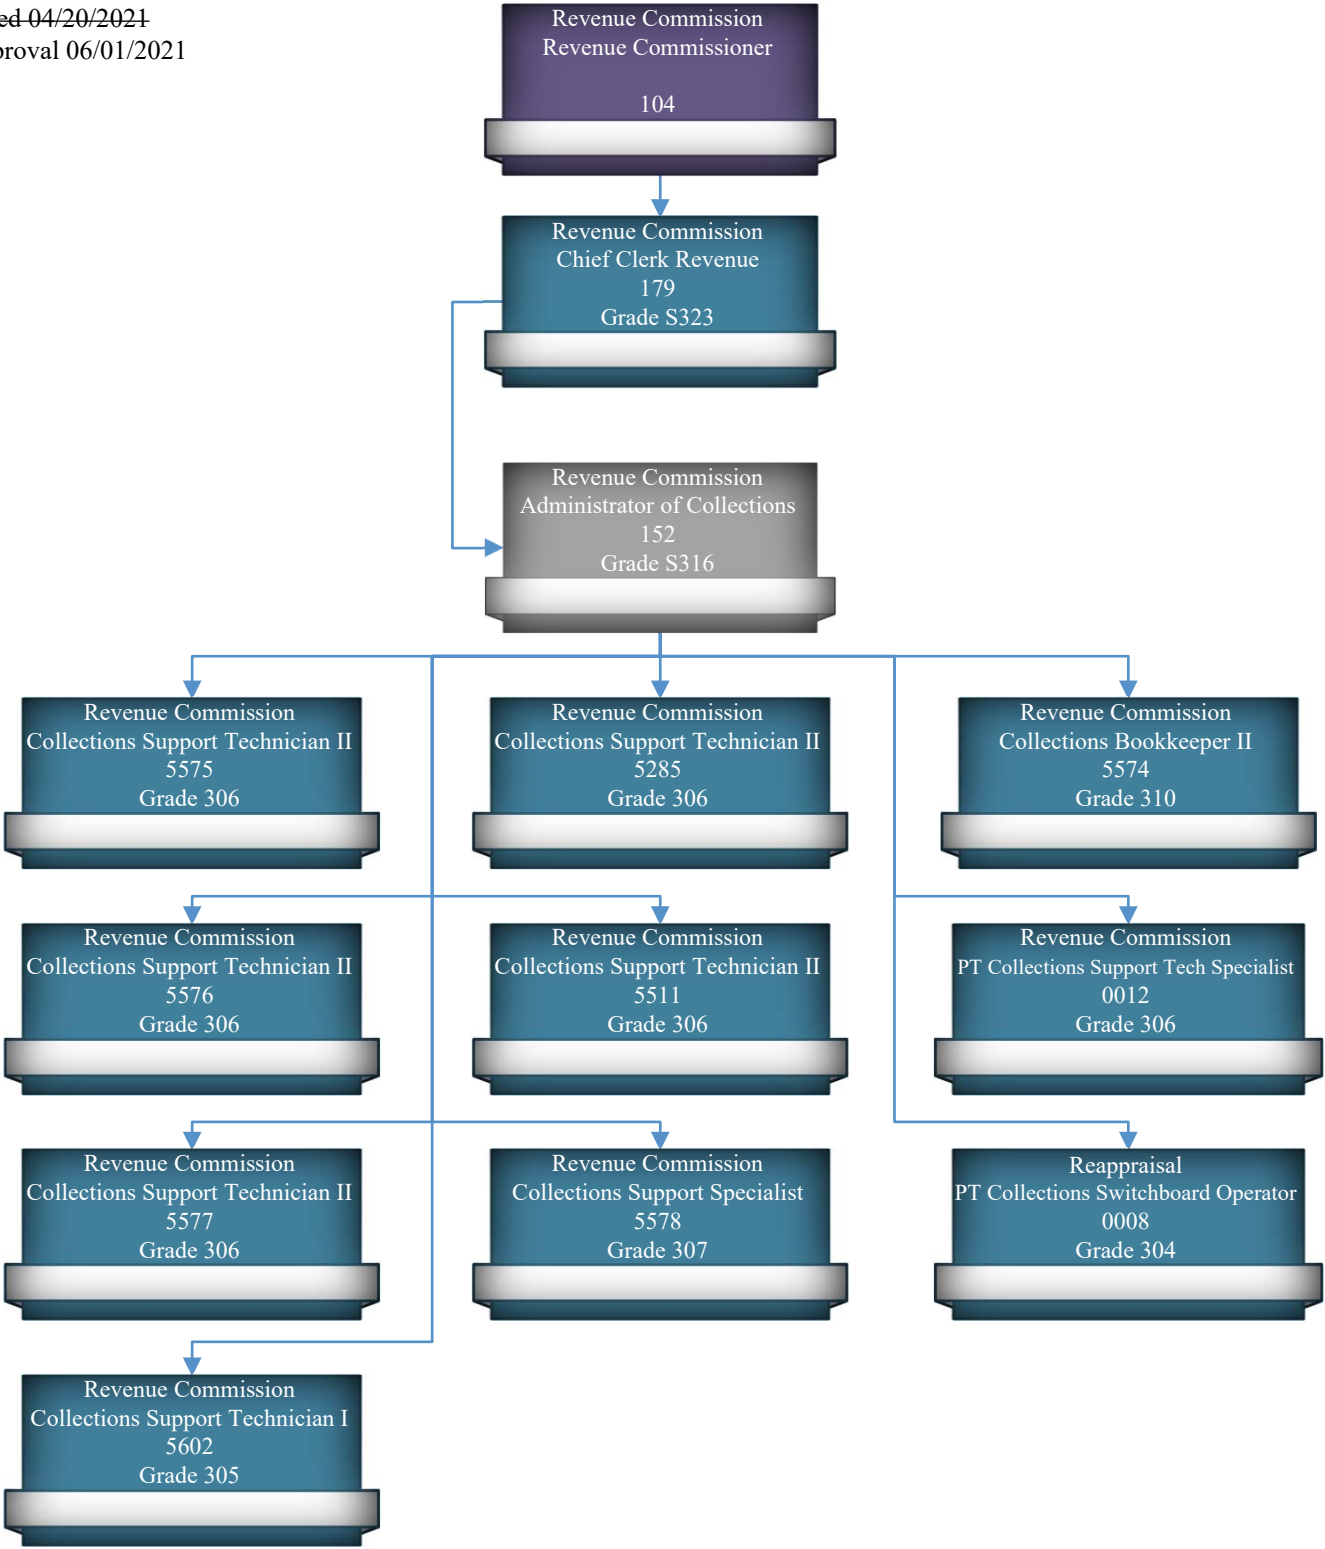 04/20/2021
06/01/2021
Revenue Commission
Revenue Commissioner
104
Revenue Commission
Chief Clerk Revenue
179
Grade S323
Revenue Commission
Administrator of Collections
152
Grade S316
Revenue Commission
Collections Support Technician II
5575
Grade 306
Revenue Commission
Collections Support Technician II
5285
Grade 306
Revenue Commission
Collections Bookkeeper II
5574
Grade 310
Revenue Commission
Collections Support Technician II
5576
Grade 306
Revenue Commission
Collections Support Technician II
5511
Grade 306
Revenue Commission
PT Collections Support Tech Specialist
0012
Grade 306
Revenue Commission
Collections Support Technician II
5577
Grade 306
Revenue Commission
Collections Support Specialist
5578
Grade 307
Reappraisal
PT Collections Switchboard Operator
0008
Grade 304
Revenue Commission
Collections Support Technician I
5602
Grade 305